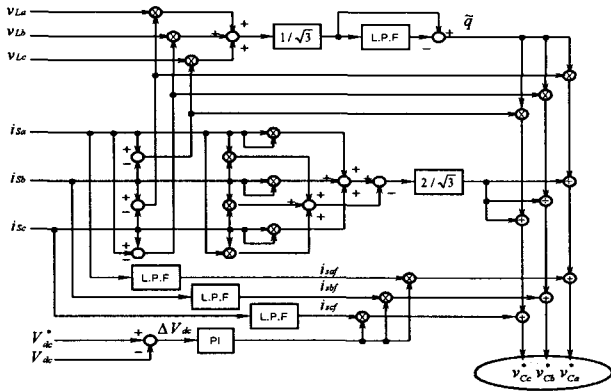 v_La
v_Lb
v_Lc
1/√3
L.P.F
q̃
i_Sa
i_Sb
i_Sc
2/√3
L.P.F
i_saf
L.P.F
i_sbf
L.P.F
i_scf
V*_dc
ΔV_dc
PI
V_dc
v*_Cc v*_Cb v*_Ca